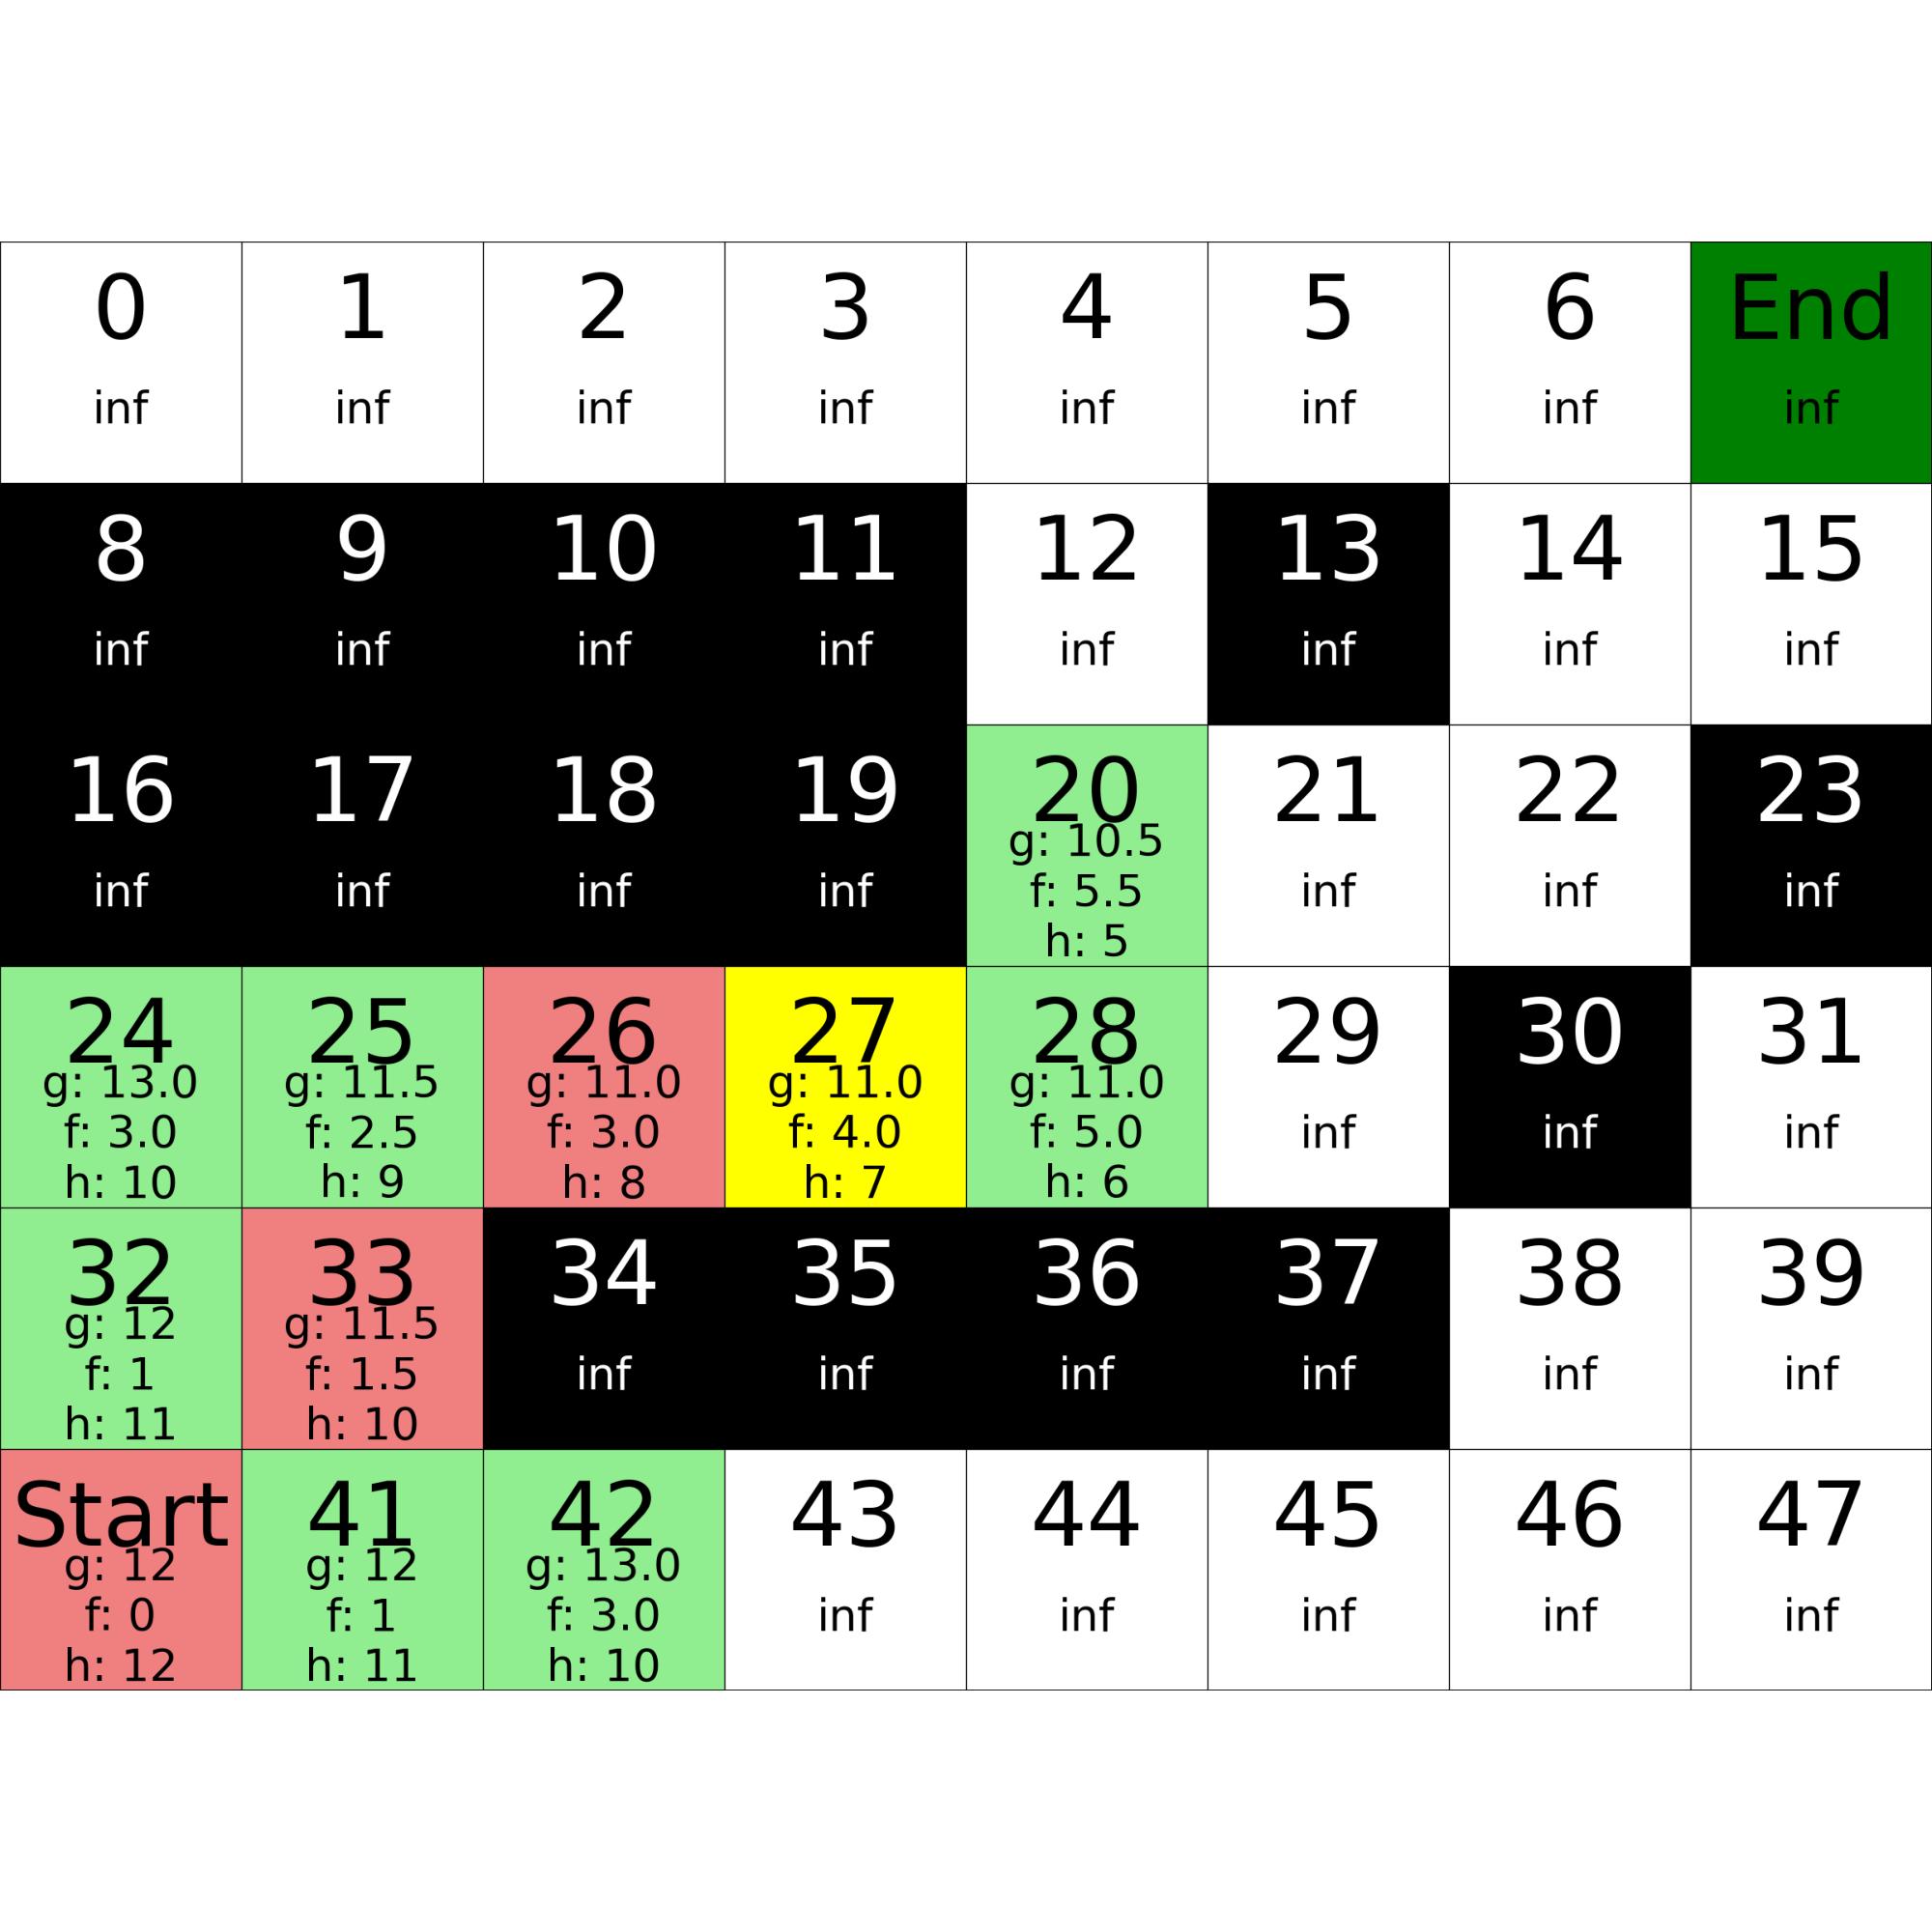 0 1 2 3 4 5 6 End
inf inf inf inf inf inf inf inf
8 9 10 11 12 13 14 15
inf inf inf inf inf inf inf inf
16 17 18 19 20 21 22 23
g: 10.5
inf inf inf inf f: 5.5 inf inf inf
h: 5
24 25 26 27 28 29 30 31
g: 13.0 g: 11.5 g: 11.0 g: 11.0 g: 11.0
f: 3.0 f: 2.5 f: 3.0 f: 4.0 f: 5.0 inf inf inf
h: 10 h: 9 h: 8 h: 7 h: 6
32 33 34 35 36 37 38 39
g: 12 g: 11.5
f: 1 f: 1.5 inf inf inf inf inf inf
h: 11 h: 10
Start 41 42 43 44 45 46 47
g: 12 g: 12 g: 13.0
f: 0 f: 1 f: 3.0 inf inf inf inf inf
h: 12 h: 11 h: 10